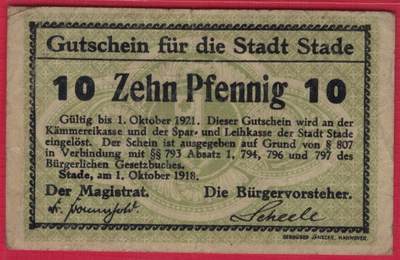 Gutschein für die Stadt Stade
10 Zehn Pfennig 10
Gültig bis 1. Oktober 1921. Dieser Gutschein wird an der
Kämmereikasse und der Spar- und Leihkasse der Stadt Stade
eingelöst. Der Schein ist ausgegeben auf Grund von § 807
in Verbindung mit §§ 793 Absatz 1, 794, 796 und 797 des
Bürgerlichen Gesetzbuches.
Stade, am 1. Oktober 1918.
Der Magistrat. Die Bürgervorsteher.
Scheele
GEBRÜDER JÄNECKE, HANNOVER.